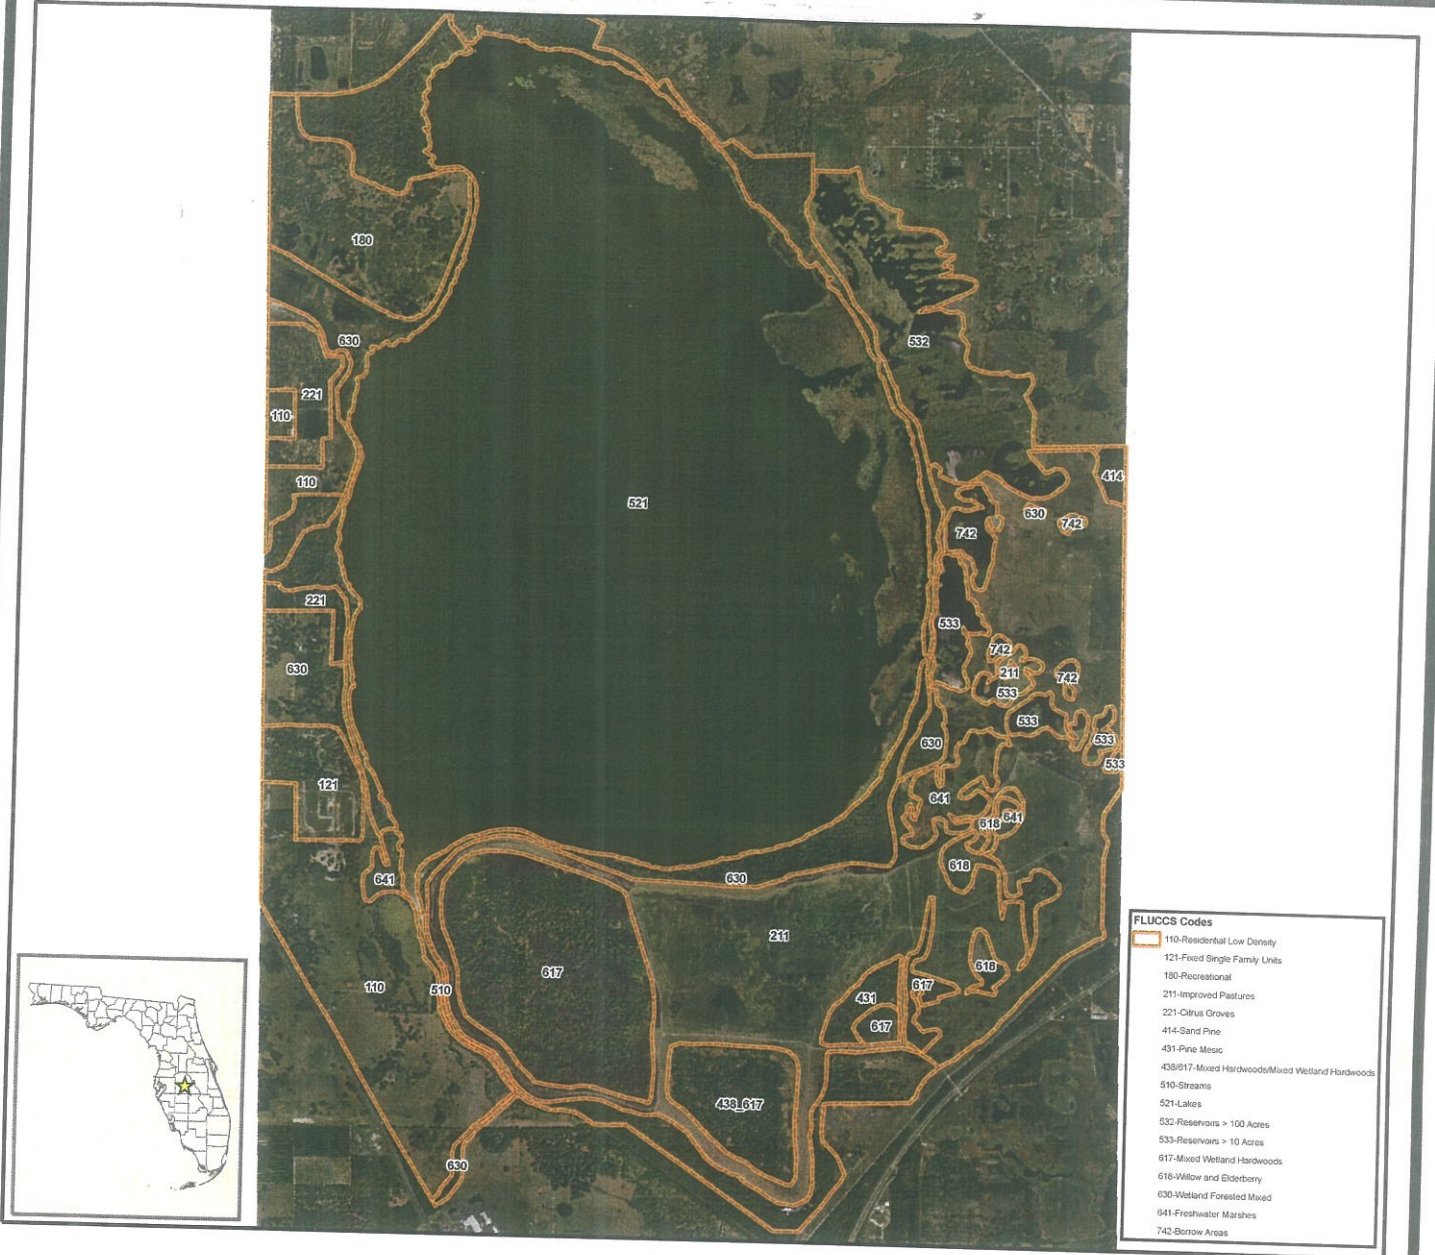 180
532
630
221
110
414
110
521
630
742
742
221
533
742
211
630
742
533
533
630
533
533
121
641
641
618
618
641
630
211
618
617
110
510
617
431
617
438_617
630
FLUCCS Codes
110-Residential Low Density
121-Fixed Single Family Units
180-Recreational
211-Improved Pastures
221-Citrus Groves
414-Sand Pine
431-Pine Mesic
438/617-Mixed Hardwoods/Mixed Wetland Hardwoods
510-Streams
521-Lakes
532-Reservoirs > 100 Acres
533-Reservoirs > 10 Acres
617-Mixed Wetland Hardwoods
618-Willow and Elderberry
630-Wetland Forested Mixed
641-Freshwater Marshes
742-Borrow Areas